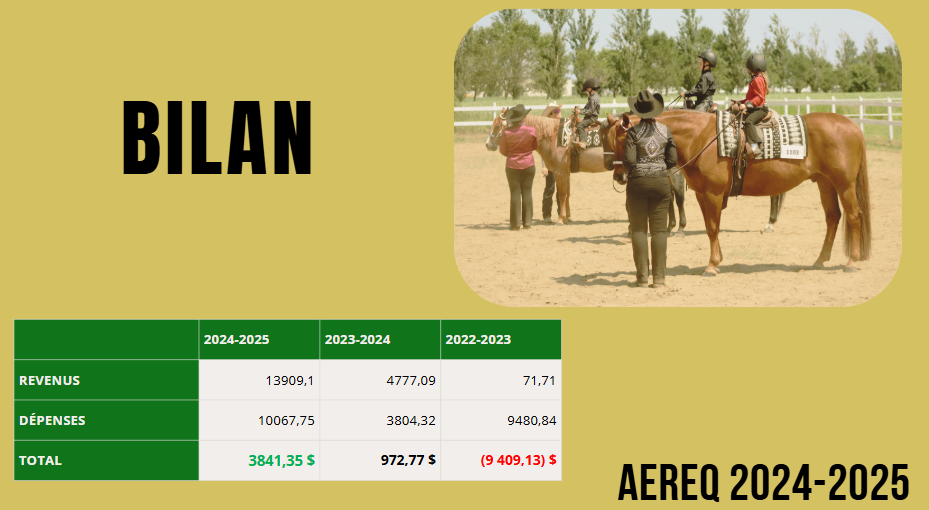 BILAN
2024-2025 2023-2024 2022-2023
REVENUS 13909,1 4777,09 71,71
DÉPENSES 10067,75 3804,32 9480,84
TOTAL 3841,35 $ 972,77 $ (9 409,13) $
AEREQ 2024-2025